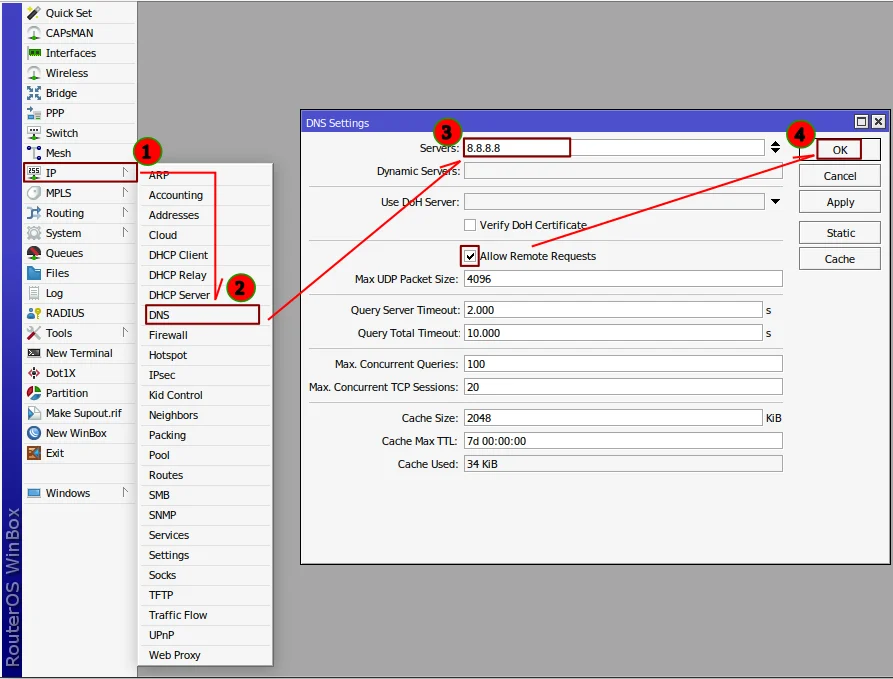 Quick Set
CAPsMAN
Interfaces
Wireless
Bridge
PPP
Switch
Mesh
IP
MPLS
Routing
System
Queues
Files
Log
RADIUS
Tools
New Terminal
Dot1X
Partition
Make Supout.rif
New WinBox
Exit
Windows
RouterOS WinBox
1
ARP
Accounting
Addresses
Cloud
DHCP Client
DHCP Relay
DHCP Server
2
DNS
Firewall
Hotspot
IPsec
Kid Control
Neighbors
Packing
Pool
Routes
SMB
SNMP
Services
Settings
Socks
TFTP
Traffic Flow
UPnP
Web Proxy
DNS Settings
3
4
Servers: 8.8.8.8
Dynamic Servers:
Use DoH Server:
Verify DoH Certificate
Allow Remote Requests
Max UDP Packet Size: 4096
Query Server Timeout: 2.000 s
Query Total Timeout: 10.000 s
Max. Concurrent Queries: 100
Max. Concurrent TCP Sessions: 20
Cache Size: 2048 KiB
Cache Max TTL: 7d 00:00:00
Cache Used: 34 KiB
OK
Cancel
Apply
Static
Cache